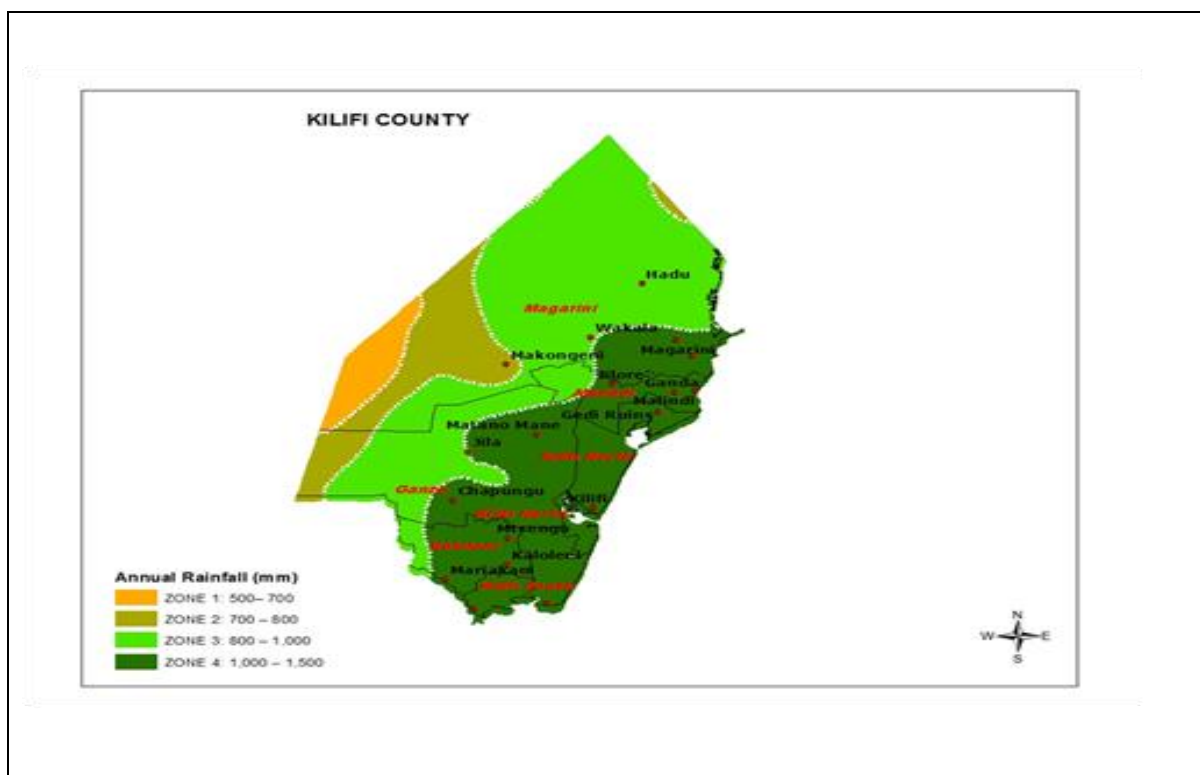 KILIFI COUNTY
Hadu
Magarini
Wakala
Magarini
Makongeni
Ganda
Malindi
Gedi Ruins
Matano Mane
Jila
Ganze
Chapungu
Kilifi
Mtsengo
Kaloleni
Mariakani
Annual Rainfall (mm)
ZONE 1: 500– 700
ZONE 2: 700 – 800
ZONE 3: 800 – 1,000
ZONE 4: 1,000 – 1,500
N
W
E
S